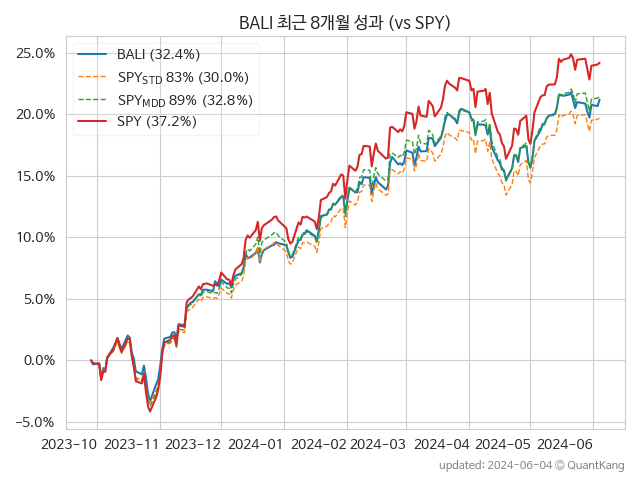 BALI 최근 8개월 성과 (vs SPY)
BALI (32.4%)
SPY_STD 83% (30.0%)
SPY_MDD 89% (32.8%)
SPY (37.2%)
25.0%
20.0%
15.0%
10.0%
5.0%
0.0%
−5.0%
2023-10 2023-11 2023-12 2024-01 2024-02 2024-03 2024-04 2024-05 2024-06
updated: 2024-06-04 © QuantKang